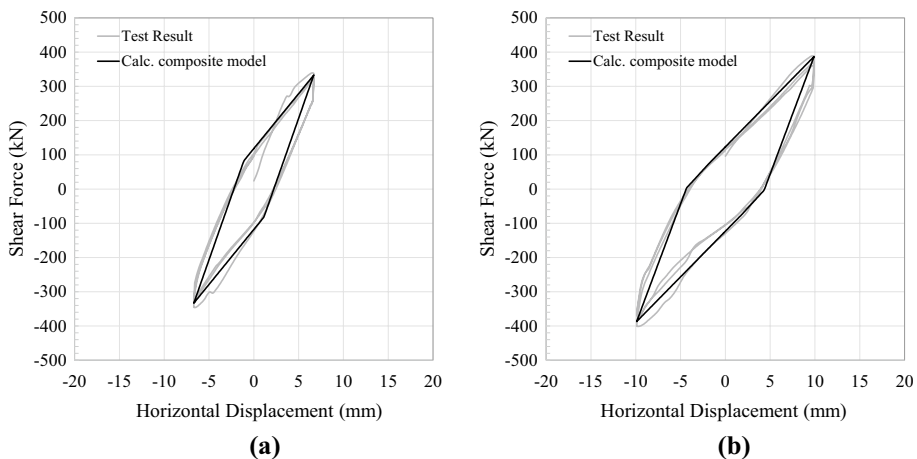 500
400
300
200
100
0
-100
-200
-300
-400
-500
Shear Force (kN)
Test Result
Calc. composite model
-20 -15 -10 -5 0 5 10 15 20
Horizontal Displacement (mm)
(a)
500
400
300
200
100
0
-100
-200
-300
-400
-500
Shear Force (kN)
Test Result
Calc. composite model
-20 -15 -10 -5 0 5 10 15 20
Horizontal Displacement (mm)
(b)